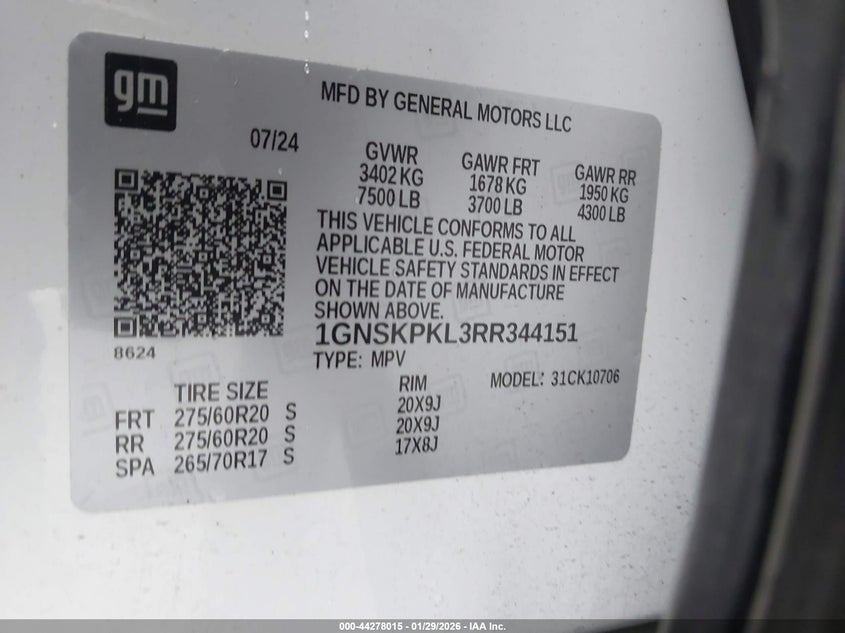 gm
MFD BY GENERAL MOTORS LLC
07/24
GVWR GAWR FRT GAWR RR
3402 KG 1678 KG 1950 KG
7500 LB 3700 LB 4300 LB
THIS VEHICLE CONFORMS TO ALL
APPLICABLE U.S. FEDERAL MOTOR
VEHICLE SAFETY STANDARDS IN EFFECT
ON THE DATE OF MANUFACTURE
SHOWN ABOVE.
1GNSKPKL3RR344151
8624
TYPE: MPV
MODEL: 31CK10706
TIRE SIZE RIM
FRT 275/60R20 S 20X9J
RR 275/60R20 S 20X9J
SPA 265/70R17 S 17X8J
000-44278015 - 01/29/2026 - IAA Inc.